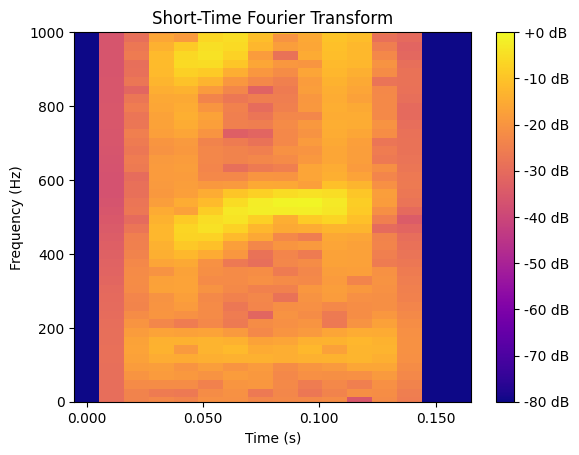 Short-Time Fourier Transform
1000
800
600
400
200
0
Frequency (Hz)
0.000
0.050
0.100
0.150
Time (s)
+0 dB
-10 dB
-20 dB
-30 dB
-40 dB
-50 dB
-60 dB
-70 dB
-80 dB